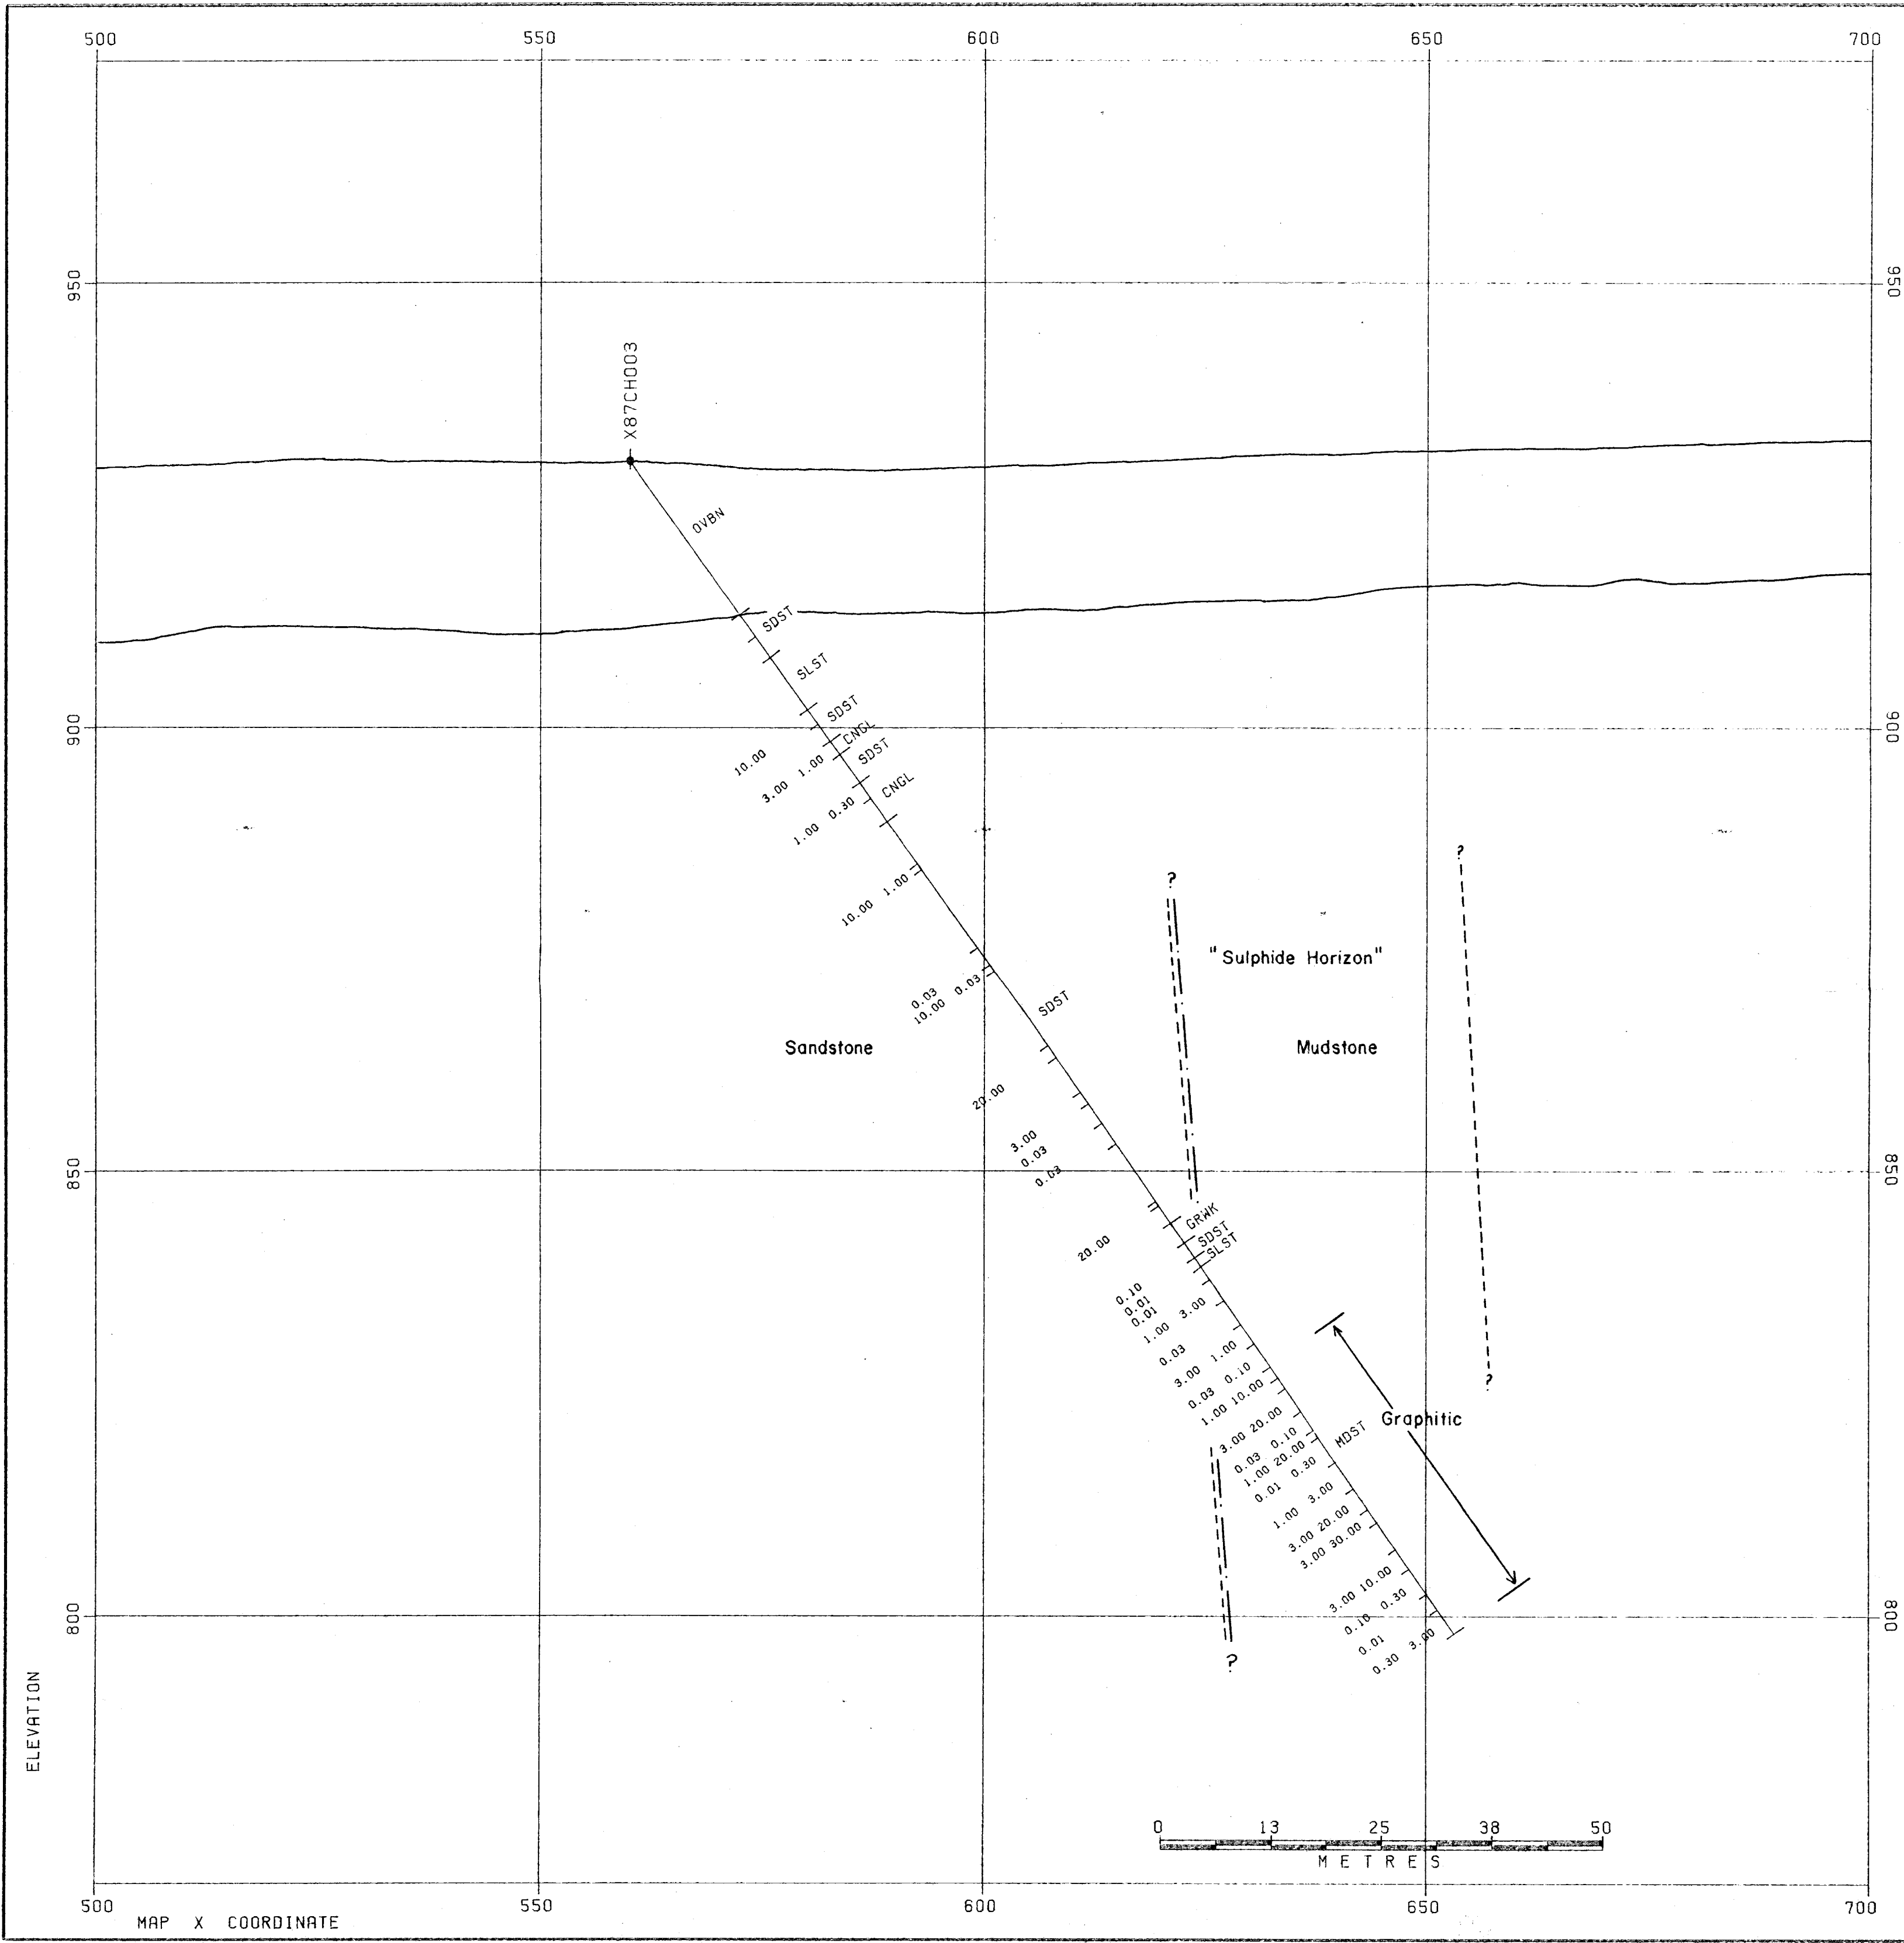 500 550 600 650 700
950 950
X87CH003
OVBN
SDST
SLST
SDST
900 900
CNGL
SDST
10.00
3.00 1.00
CNGL
1.00 0.30
?
10.00 1.00
?
"Sulphide Horizon"
0.03
10.00 0.03
SDST
Sandstone
Mudstone
20.00
3.00
0.03
0.03
850 850
GRWK
SDST
SLST
20.00
0.10
0.01
0.01
1.00 3.00
0.03
3.00 1.00
0.03 0.10
1.00 10.00
?
Graphitic
MDST
3.00 20.00
0.03 0.10
1.00 20.00
0.01 0.30
1.00 3.00
3.00 20.00
3.00 30.00
3.00 10.00
0.10 0.30
800 800
0.01
0.30 3.00
?
ELEVATION
0 13 25 38 50
METRES
500 550 600 650 700
MAP X COORDINATE